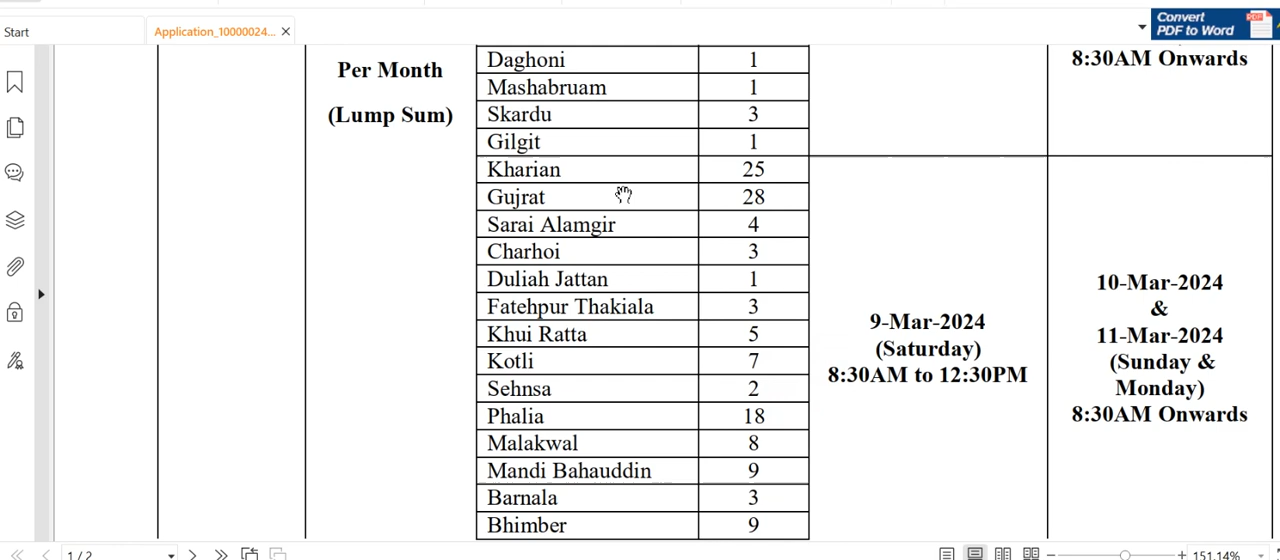 Start
Application_10000024...
Convert
PDF to Word
PDF
Per Month
(Lump Sum)
Daghoni 1
Mashabruam 1
Skardu 3
Gilgit 1
8:30AM Onwards
Kharian 25
Gujrat 28
Sarai Alamgir 4
Charhoi 3
Duliah Jattan 1
Fatehpur Thakiala 3
Khui Ratta 5
Kotli 7
Sehnsa 2
Phalia 18
Malakwal 8
Mandi Bahauddin 9
Barnala 3
Bhimber 9
9-Mar-2024
(Saturday)
8:30AM to 12:30PM
10-Mar-2024
&
11-Mar-2024
(Sunday &
Monday)
8:30AM Onwards
1/2
151.14%